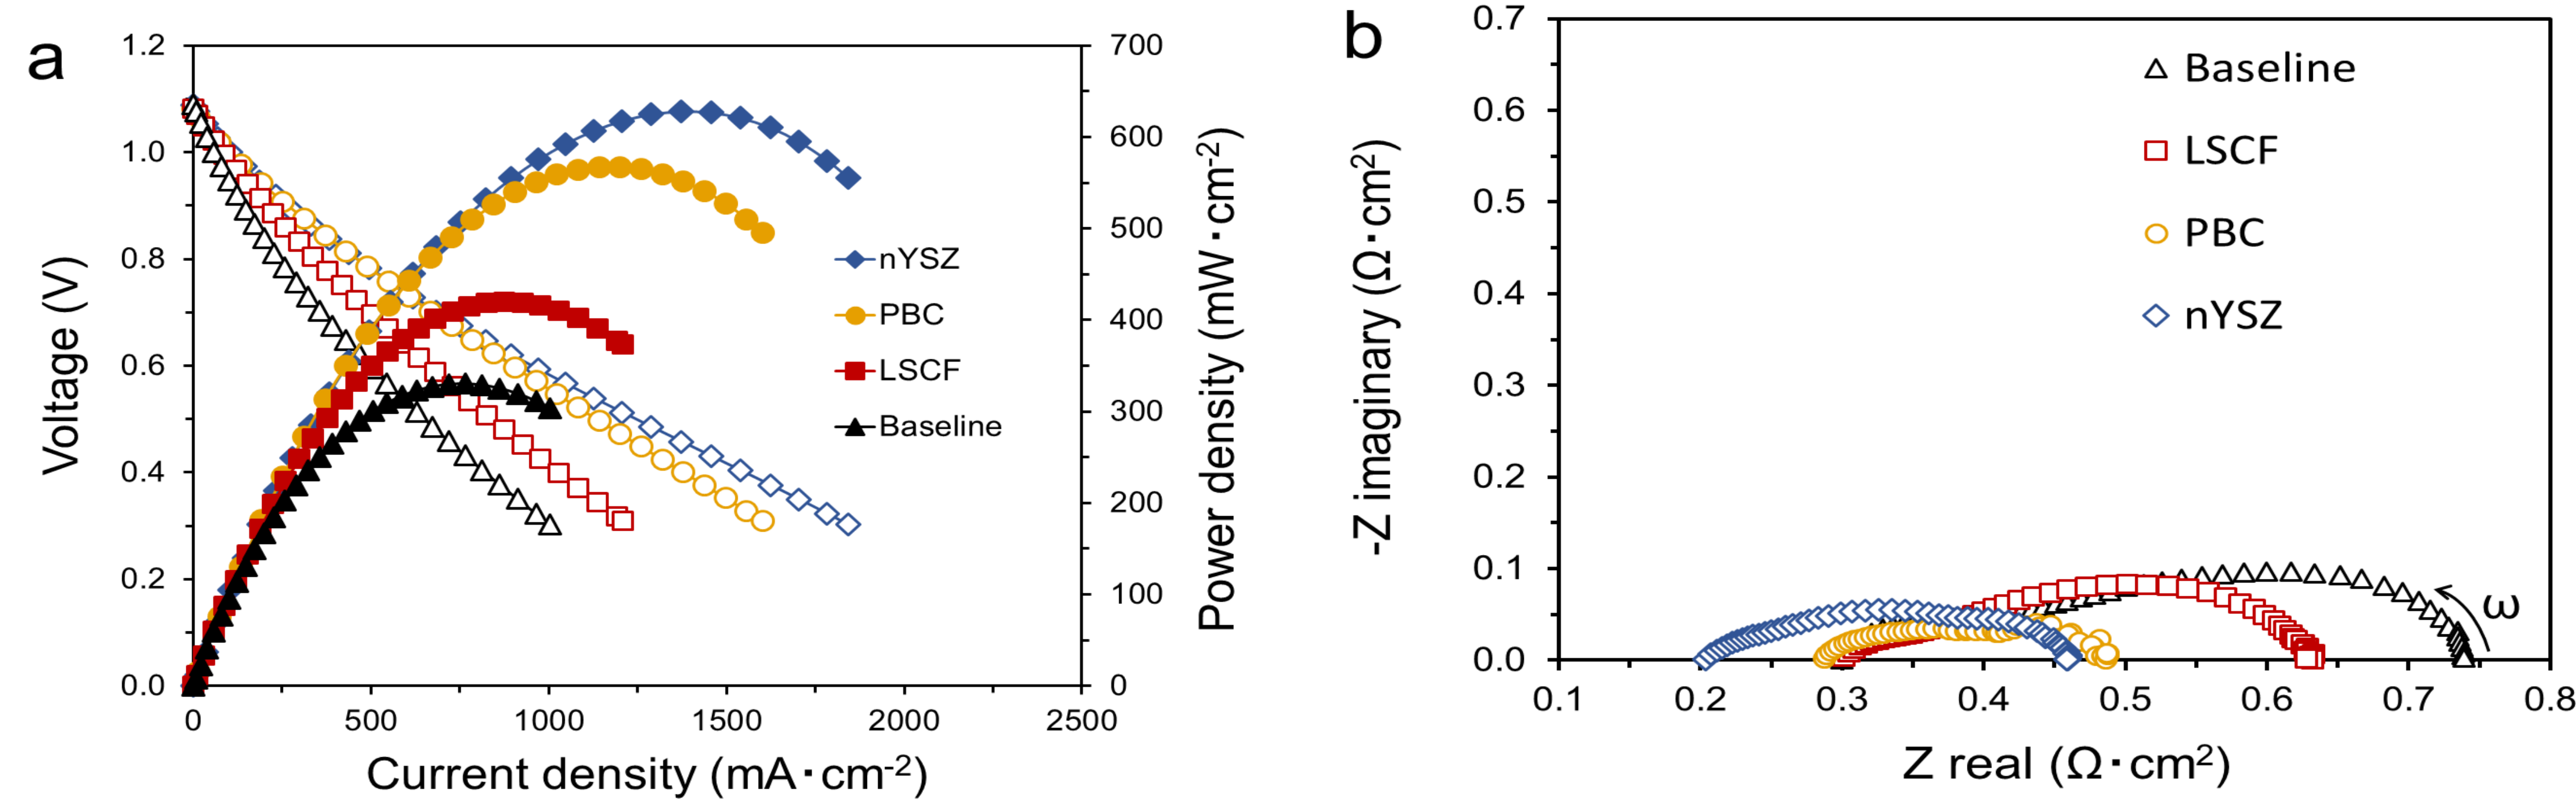 a
1.2
1.0
0.8
0.6
0.4
0.2
0.0
Voltage (V)
0
500
1000
1500
2000
2500
Current density (mA・cm-2)
700
600
500
400
300
200
100
0
Power density (mW・cm-2)
nYSZ
PBC
LSCF
Baseline
b
0.7
0.6
0.5
0.4
0.3
0.2
0.1
0.0
-Z imaginary (Ω・cm2)
0.1
0.2
0.3
0.4
0.5
0.6
0.7
0.8
Z real (Ω・cm2)
Baseline
LSCF
PBC
nYSZ
ω